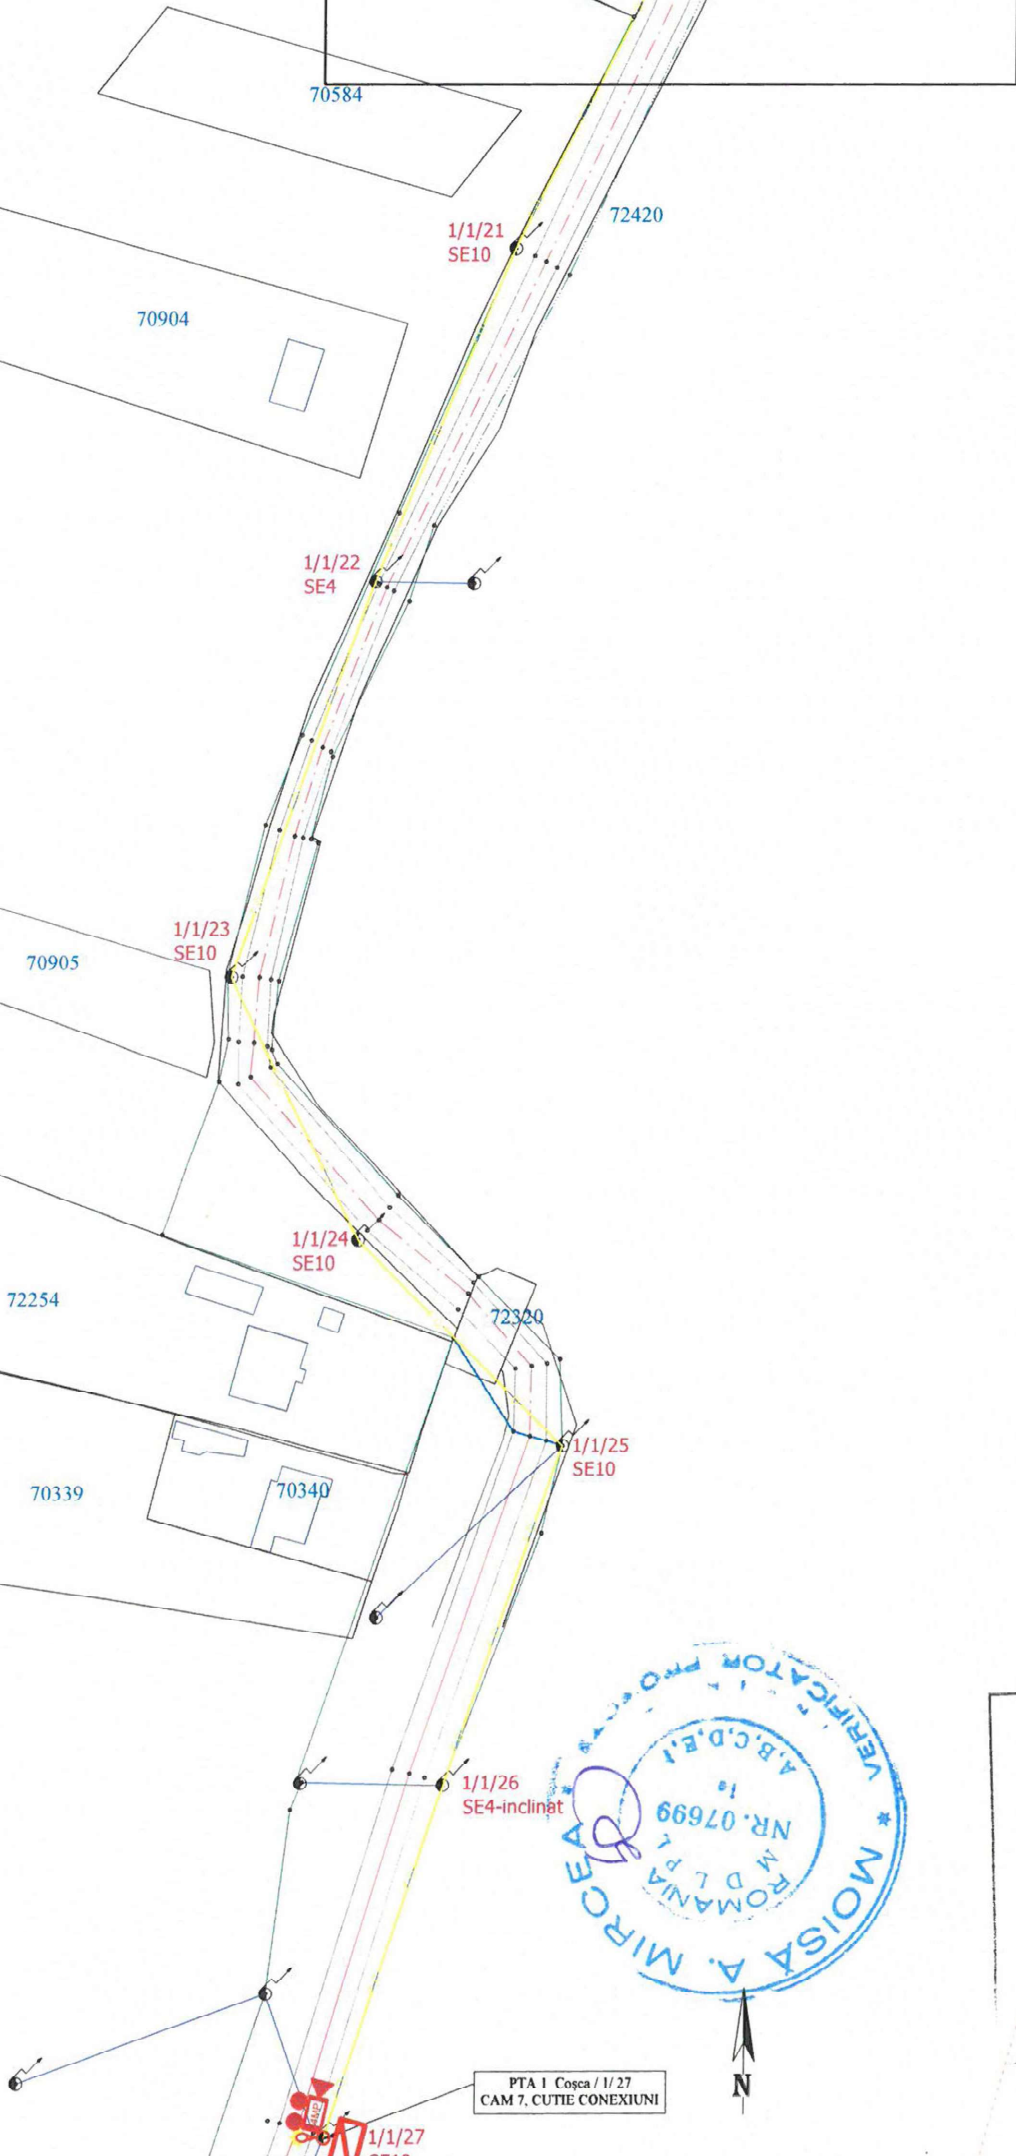 70584
72420
1/1/21
SE10
70904
1/1/22
SE4
1/1/23
SE10
70905
1/1/24
SE10
72254
72320
1/1/25
SE10
70339
70340
1/1/26
SE4-inclinat
VERIFICATOR
* MOISĂ A. MIRCEA
A,B,C,D,E,
NR. 07699
M D L P L
ROMANIA
N
PTA 1 Coșca / 1/ 27
CAM 7, CUTIE CONEXIUNI
4MP
1/1/27